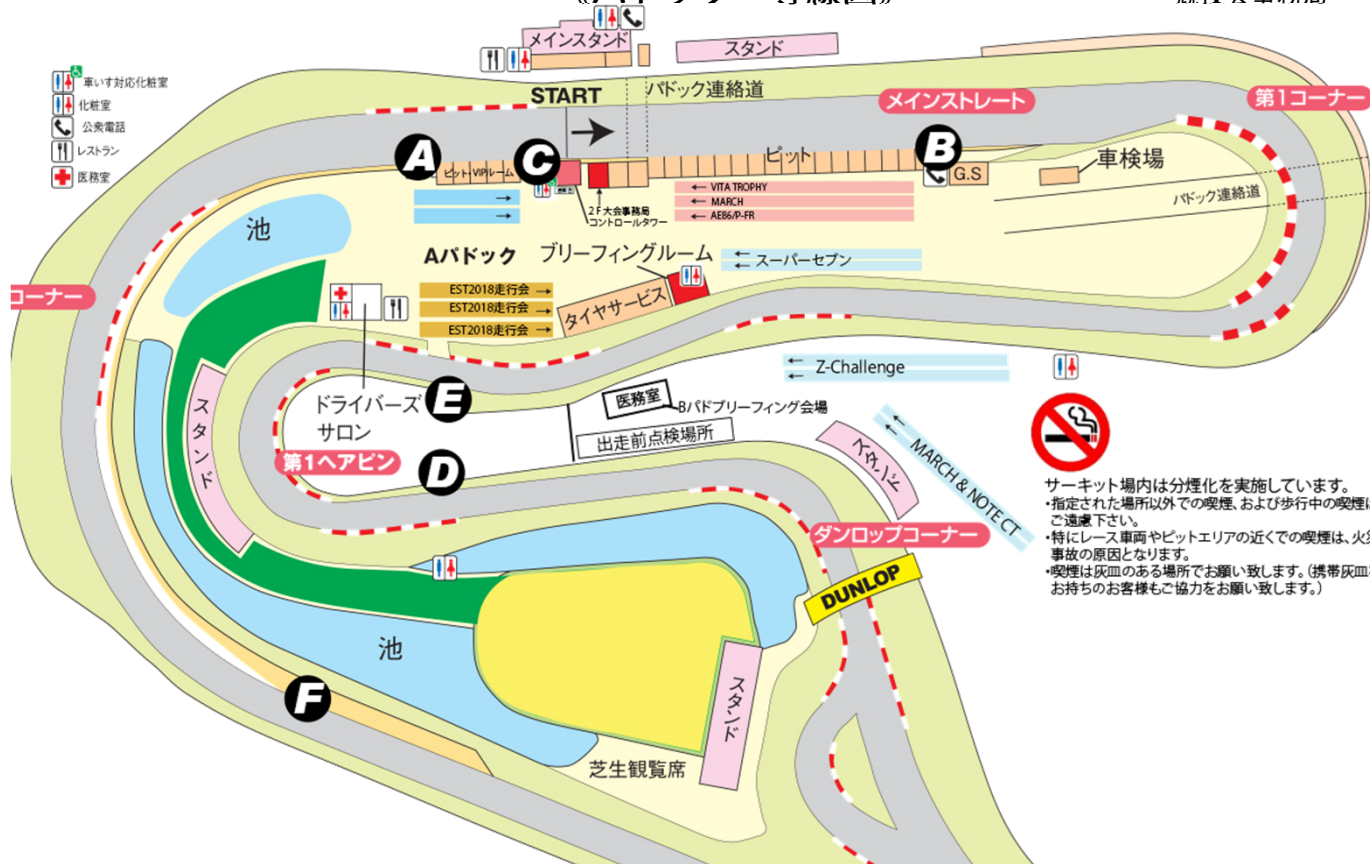 メインスタンド
スタンド
車いす対応化粧室
化粧室
公衆電話
レストラン
医務室
START
パドック連絡道
メインストレート
第1コーナー
A
C
B
ピット・VIPルーム
ピット
G.S
車検場
2F大会事務局
コントロールタワー
← VITA TROPHY
← MARCH
← AE86/P-FR
パドック連絡道
池
Aパドック
ブリーフィングルーム
スーパーセブン
コーナー
EST2018走行会 →
EST2018走行会 →
EST2018走行会 →
タイヤサービス
Z-Challenge
スタンド
ドライバーズ
サロン
E
医務室
Bパドブリーフィング会場
出走前点検場所
スタンド
MARCH & NOTE CT
第1ヘアピン
D
サーキット場内は分煙化を実施しています。
・指定された場所以外での喫煙、および歩行中の喫煙は
ご遠慮下さい。
・特にレース車両やピットエリアの近くでの喫煙は、火災
事故の原因となります。
・喫煙は灰皿のある場所でお願い致します。(携帯灰皿を
お持ちのお客様もご協力をお願い致します。)
ダンロップコーナー
DUNLOP
池
F
スタンド
芝生観覧席